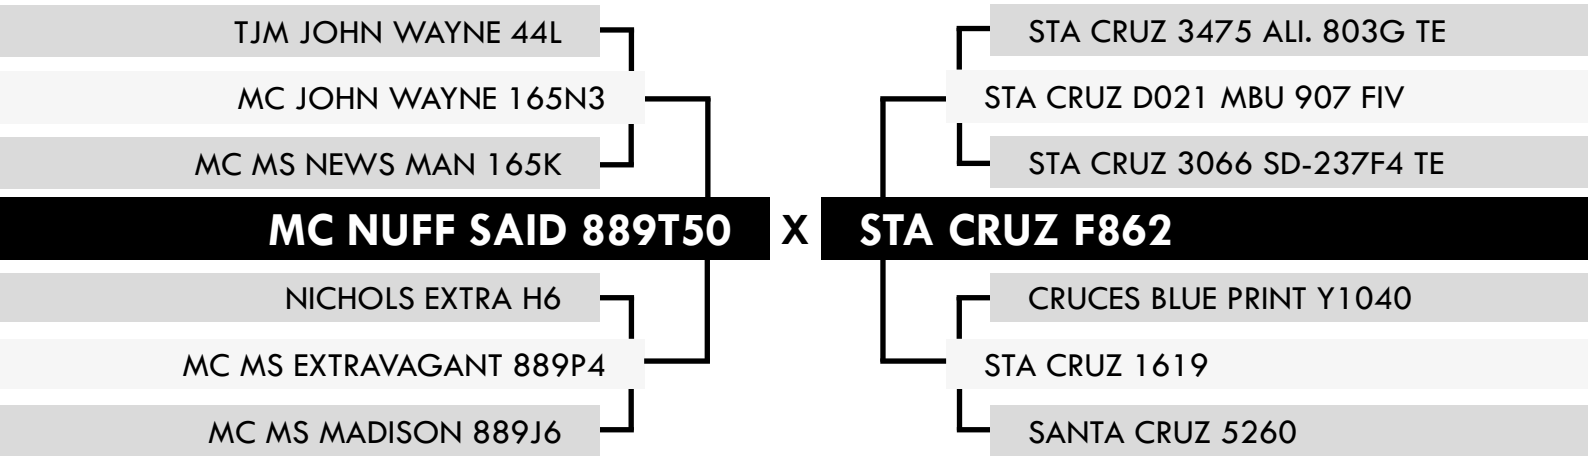 TJM JOHN WAYNE 44L
MC JOHN WAYNE 165N3
MC MS NEWS MAN 165K
MC NUFF SAID 889T50
NICHOLS EXTRA H6
MC MS EXTRAVAGANT 889P4
MC MS MADISON 889J6
X
STA CRUZ 3475 ALI. 803G TE
STA CRUZ D021 MBU 907 FIV
STA CRUZ 3066 SD-237F4 TE
STA CRUZ F862
CRUCES BLUE PRINT Y1040
STA CRUZ 1619
SANTA CRUZ 5260